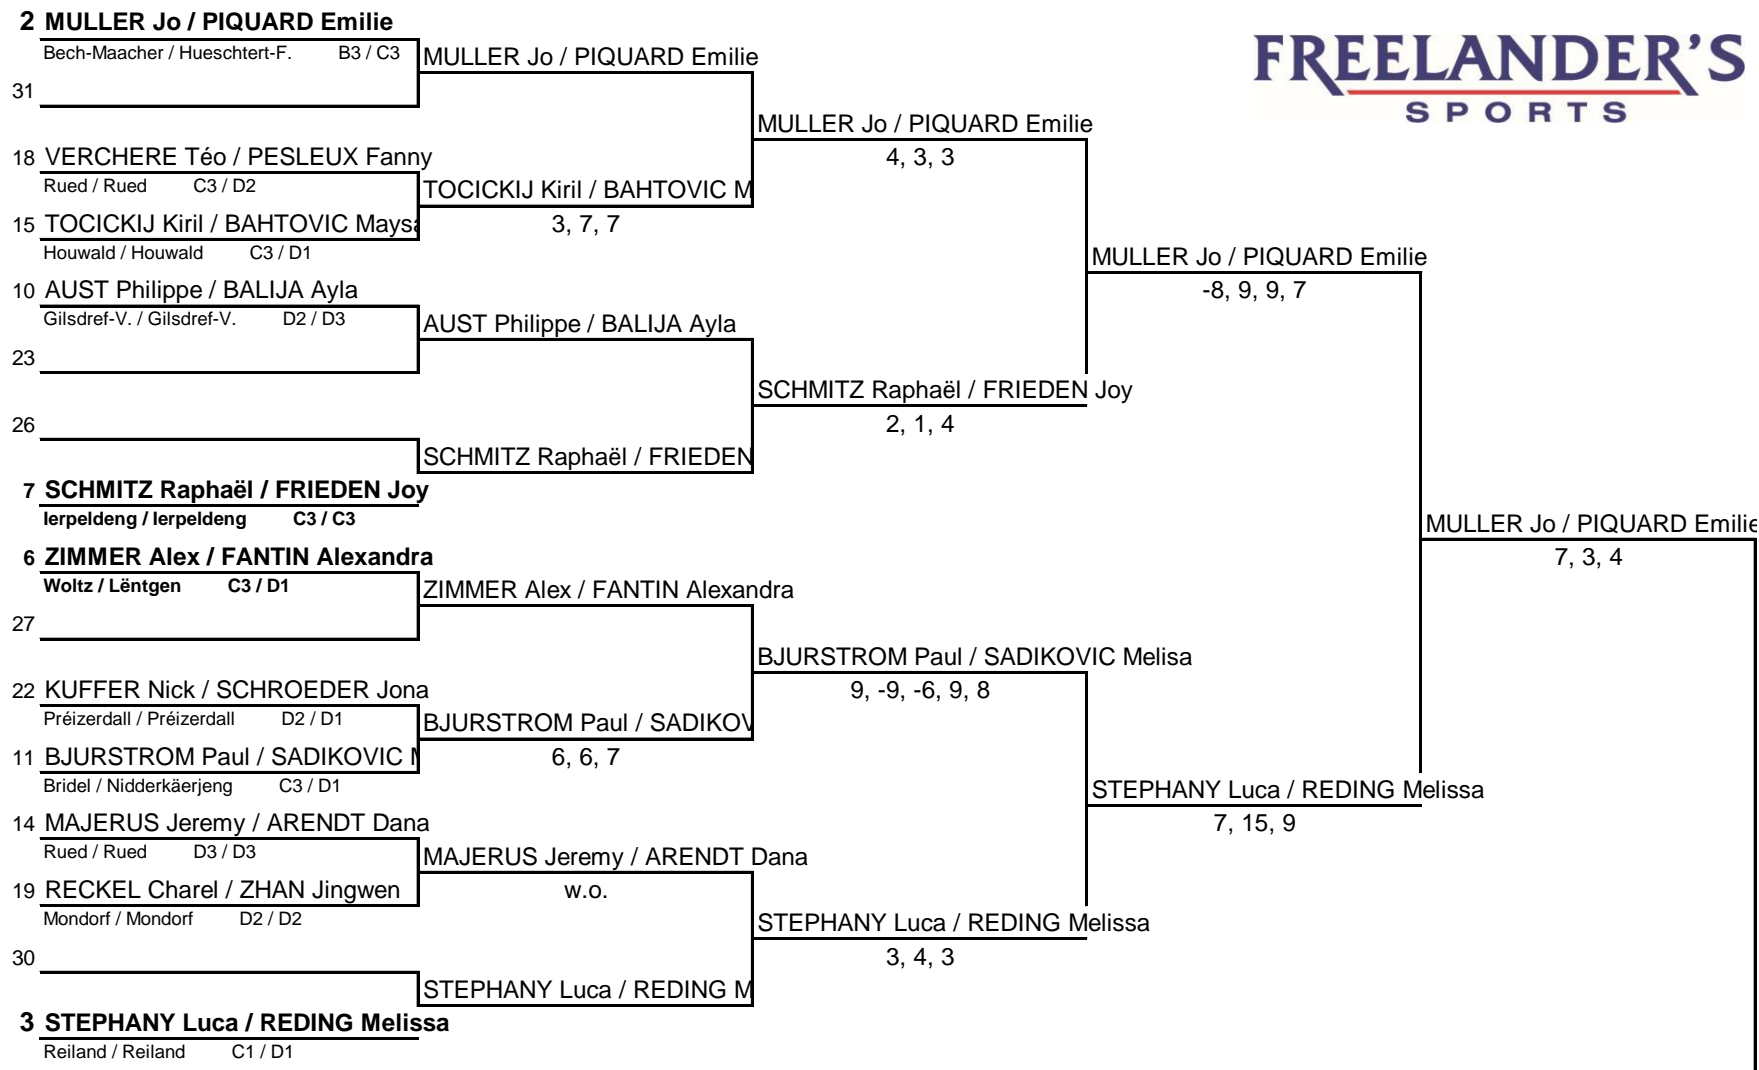 2 MULLER Jo / PIQUARD Emilie
Bech-Maacher / Hueschtert-F. B3 / C3
MULLER Jo / PIQUARD Emilie
FREELANDER'S
SPORTS
31
MULLER Jo / PIQUARD Emilie
4, 3, 3
18 VERCHERE Téo / PESLEUX Fanny
Rued / Rued C3 / D2
TOCICKIJ Kiril / BAHTOVIC M
3, 7, 7
15 TOCICKIJ Kiril / BAHTOVIC Maysa
Houwald / Houwald C3 / D1
MULLER Jo / PIQUARD Emilie
-8, 9, 9, 7
10 AUST Philippe / BALIJA Ayla
Gilsdref-V. / Gilsdref-V. D2 / D3
AUST Philippe / BALIJA Ayla
23
SCHMITZ Raphaël / FRIEDEN Joy
2, 1, 4
26
SCHMITZ Raphaël / FRIEDEN
7 SCHMITZ Raphaël / FRIEDEN Joy
Ierpeldeng / Ierpeldeng C3 / C3
MULLER Jo / PIQUARD Emilie
7, 3, 4
6 ZIMMER Alex / FANTIN Alexandra
Woltz / Lëntgen C3 / D1
ZIMMER Alex / FANTIN Alexandra
27
BJURSTROM Paul / SADIKOVIC Melisa
9, -9, -6, 9, 8
22 KUFFER Nick / SCHROEDER Jona
Préizerdall / Préizerdall D2 / D1
BJURSTROM Paul / SADIKOV
6, 6, 7
11 BJURSTROM Paul / SADIKOVIC M
Bridel / Nidderkäerjeng C3 / D1
STEPHANY Luca / REDING Melissa
7, 15, 9
14 MAJERUS Jeremy / ARENDT Dana
Rued / Rued D3 / D3
MAJERUS Jeremy / ARENDT Dana
w.o.
19 RECKEL Charel / ZHAN Jingwen
Mondorf / Mondorf D2 / D2
STEPHANY Luca / REDING Melissa
3, 4, 3
30
STEPHANY Luca / REDING M
3 STEPHANY Luca / REDING Melissa
Reiland / Reiland C1 / D1